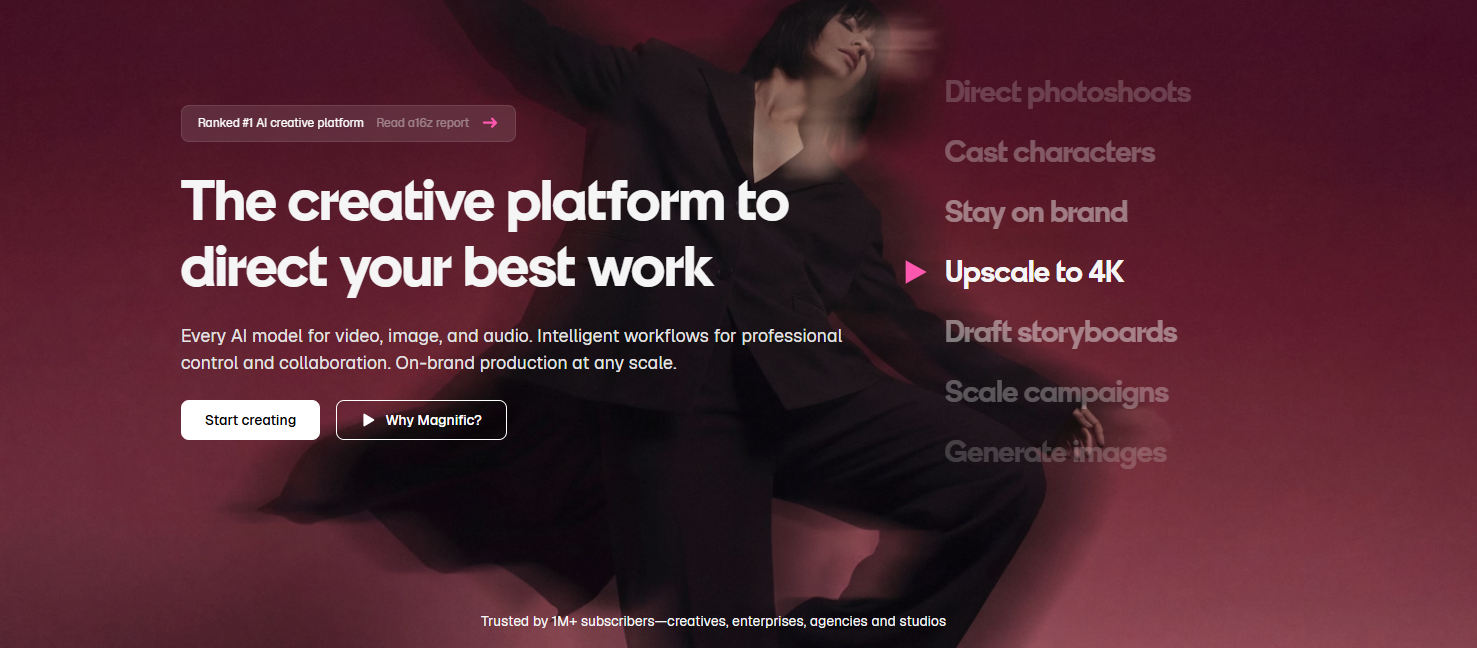 Ranked #1 AI creative platform Read a16z report
The creative platform to
direct your best work
Every AI model for video, image, and audio. Intelligent workflows for professional
control and collaboration. On-brand production at any scale.
Start creating
Why Magnific?
Direct photoshoots
Cast characters
Stay on brand
Upscale to 4K
Draft storyboards
Scale campaigns
Generate images
Trusted by 1M+ subscribers—creatives, enterprises, agencies and studios